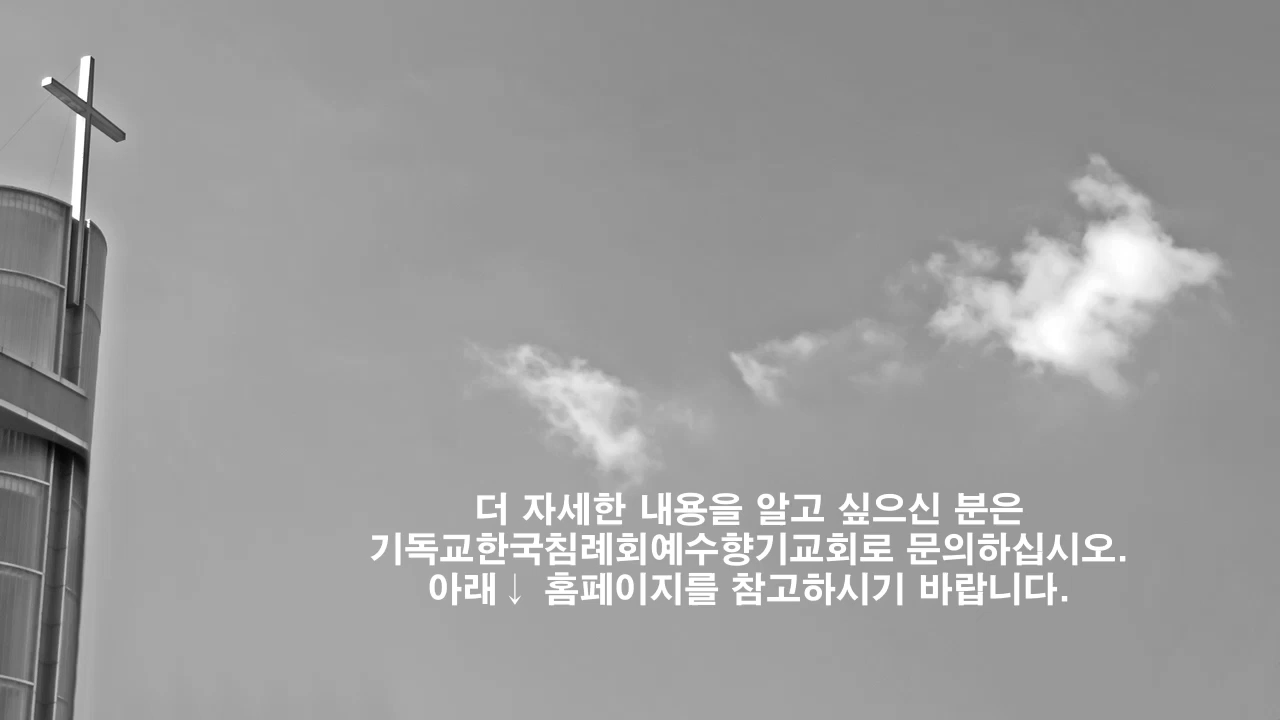 더 자세한 내용을 알고 싶으신 분은
기독교한국침례회예수향기교회로 문의하십시오.
아래↓ 홈페이지를 참고하시기 바랍니다.